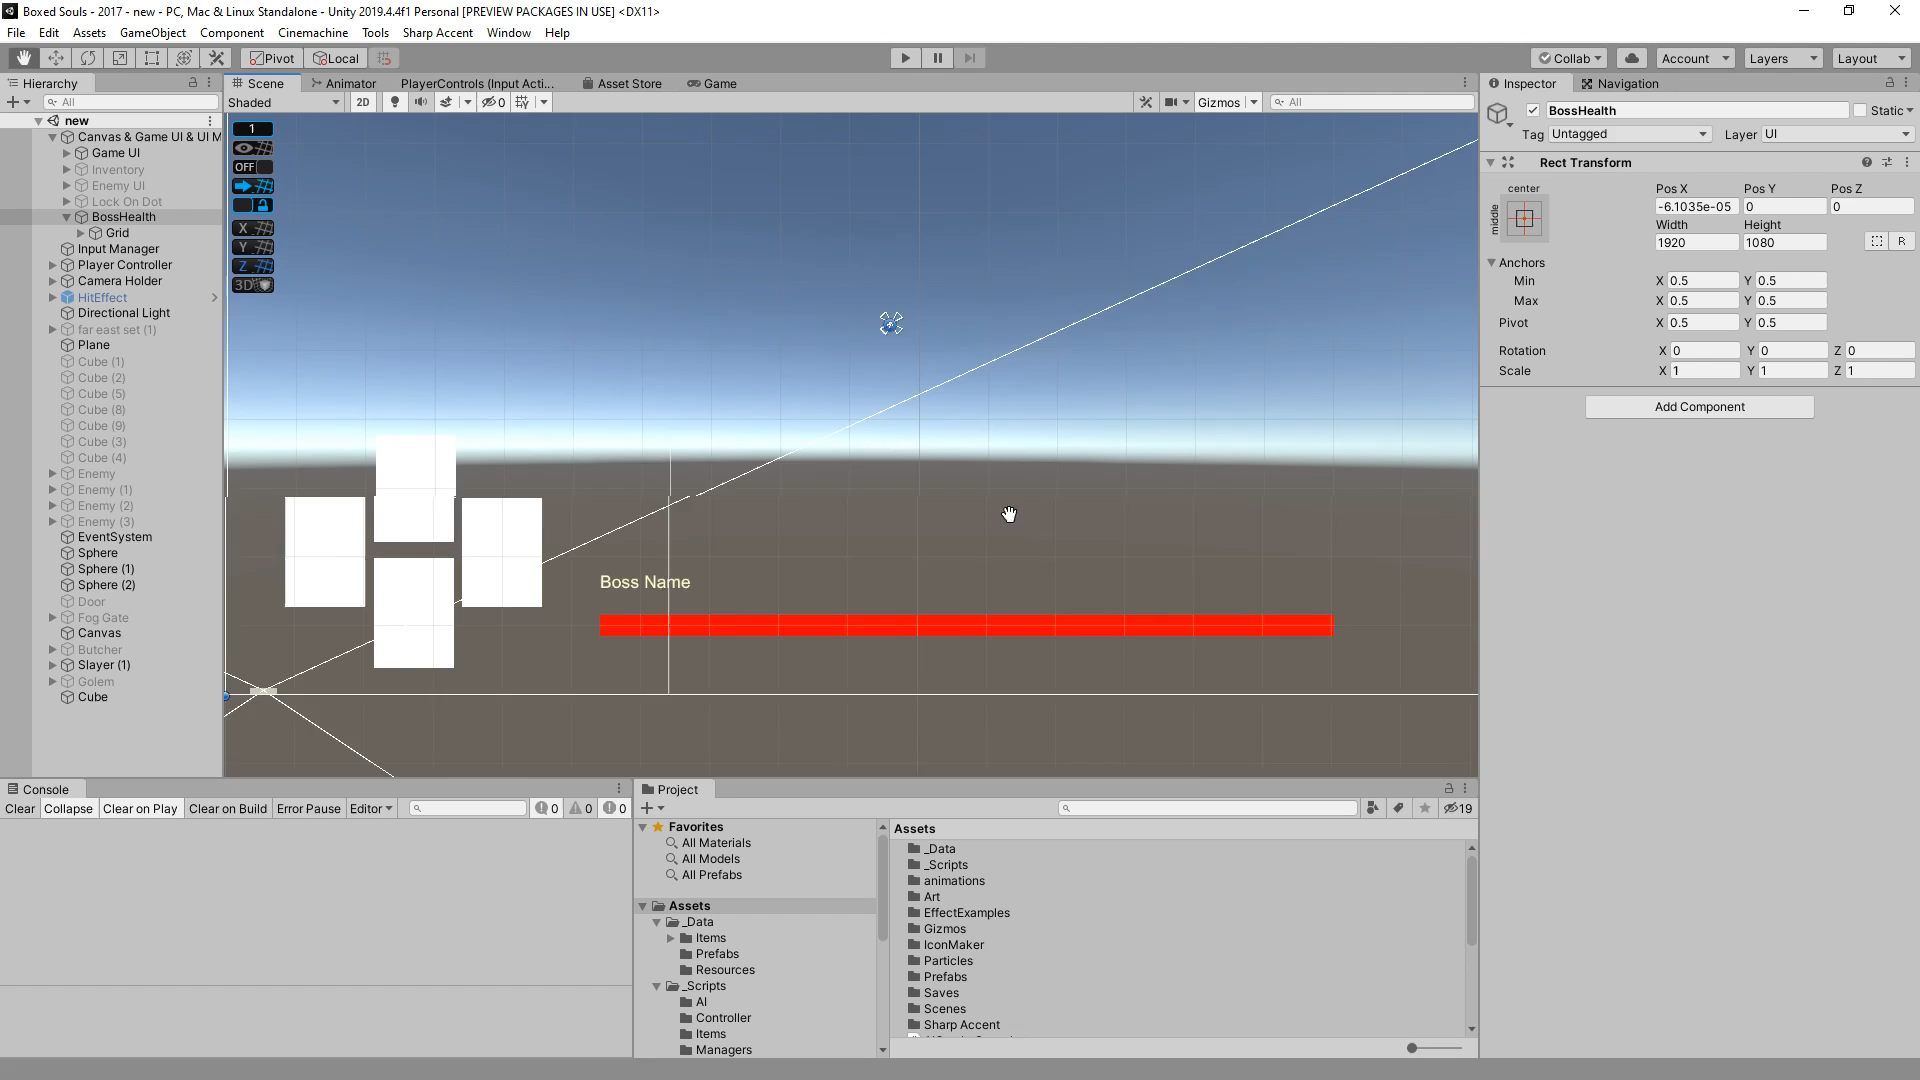 Boxed Souls - 2017 - new - PC, Mac & Linux Standalone - Unity 2019.4.4f1 Personal [PREVIEW PACKAGES IN USE] <DX11>
File Edit Assets GameObject Component Cinemachine Tools Sharp Accent Window Help
Pivot Local Collab Account Layers Layout
Hierarchy Scene Animator PlayerControls (Input Acti... Asset Store Game Inspector Navigation
All Shaded 2D 0 Gizmos All
new
Canvas & Game UI & UI M
Game UI
Inventory
Enemy UI
Lock On Dot
BossHealth
Grid
Input Manager
Player Controller
Camera Holder
HitEffect
Directional Light
far east set (1)
Plane
Cube (1)
Cube (2)
Cube (5)
Cube (8)
Cube (9)
Cube (3)
Cube (4)
Enemy
Enemy (1)
Enemy (2)
Enemy (3)
EventSystem
Sphere
Sphere (1)
Sphere (2)
Door
Fog Gate
Canvas
Butcher
Slayer (1)
Golem
Cube
1
OFF
X
Y
Z
3D
Boss Name
BossHealth Static
Tag Untagged Layer UI
Rect Transform
center
middle
Pos X Pos Y Pos Z
-6.1035e-05 0 0
Width Height
1920 1080 R
Anchors
Min X 0.5 Y 0.5
Max X 0.5 Y 0.5
Pivot X 0.5 Y 0.5
Rotation X 0 Y 0 Z 0
Scale X 1 Y 1 Z 1
Add Component
Console
Clear Collapse Clear on Play Clear on Build Error Pause Editor 0 0 0
Project
19
Favorites
All Materials
All Models
All Prefabs
Assets
_Data
Items
Prefabs
Resources
_Scripts
AI
Controller
Items
Managers
Assets
_Data
_Scripts
animations
Art
EffectExamples
Gizmos
IconMaker
Particles
Prefabs
Saves
Scenes
Sharp Accent